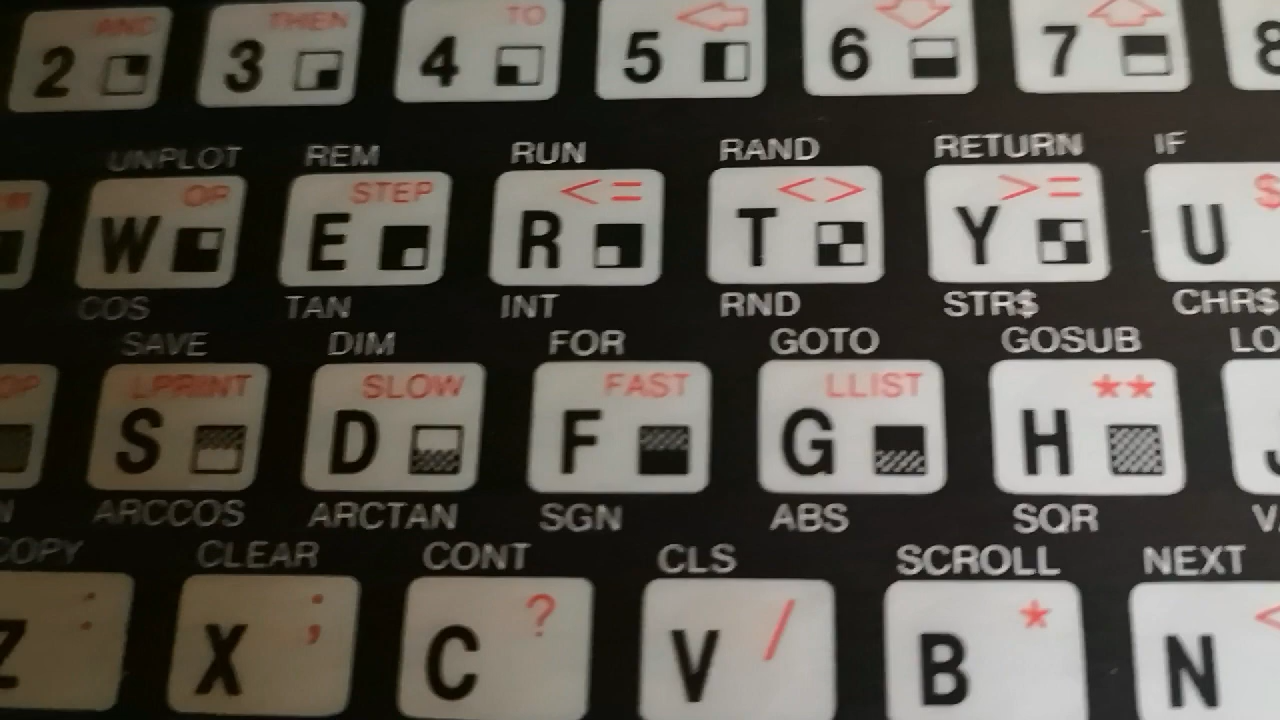 AND THEN TO
2 3 4 5 6 7 8
UNPLOT REM RUN RAND RETURN IF
OR STEP <= <> >= $
W E R T Y U
COS TAN INT RND STR$ CHR$
SAVE DIM FOR GOTO GOSUB
LPRINT SLOW FAST LLIST **
S D F G H
ARCCOS ARCTAN SGN ABS SQR
COPY CLEAR CONT CLS SCROLL NEXT
: ; ? / * <
Z X C V B N